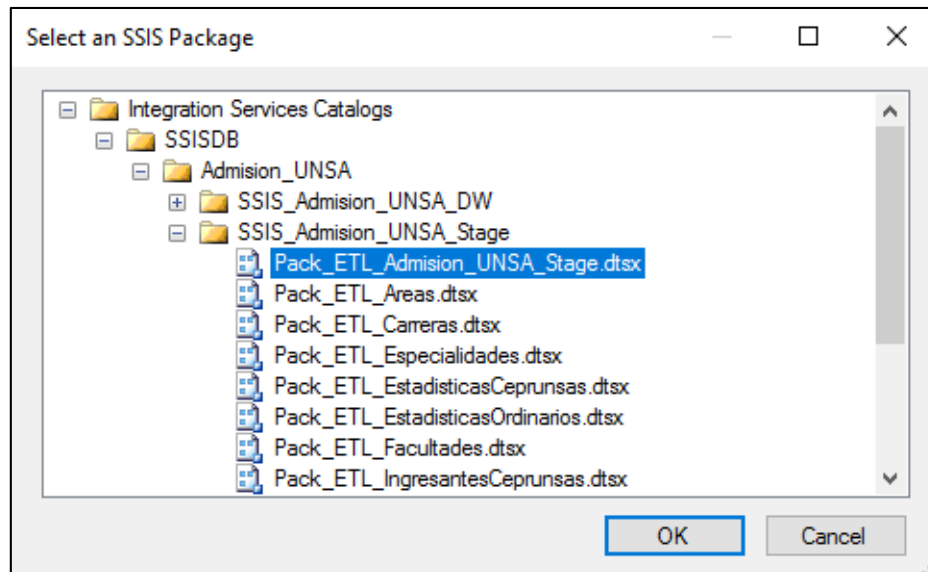 Select an SSIS Package
Integration Services Catalogs
SSISDB
Admision_UNSA
SSIS_Admision_UNSA_DW
SSIS_Admision_UNSA_Stage
Pack_ETL_Admision_UNSA_Stage.dtsx
Pack_ETL_Areas.dtsx
Pack_ETL_Carreras.dtsx
Pack_ETL_Especialidades.dtsx
Pack_ETL_EstadisticasCeprunsas.dtsx
Pack_ETL_EstadisticasOrdinarios.dtsx
Pack_ETL_Facultades.dtsx
Pack_ETL_IngresantesCeprunsas.dtsx
OK Cancel